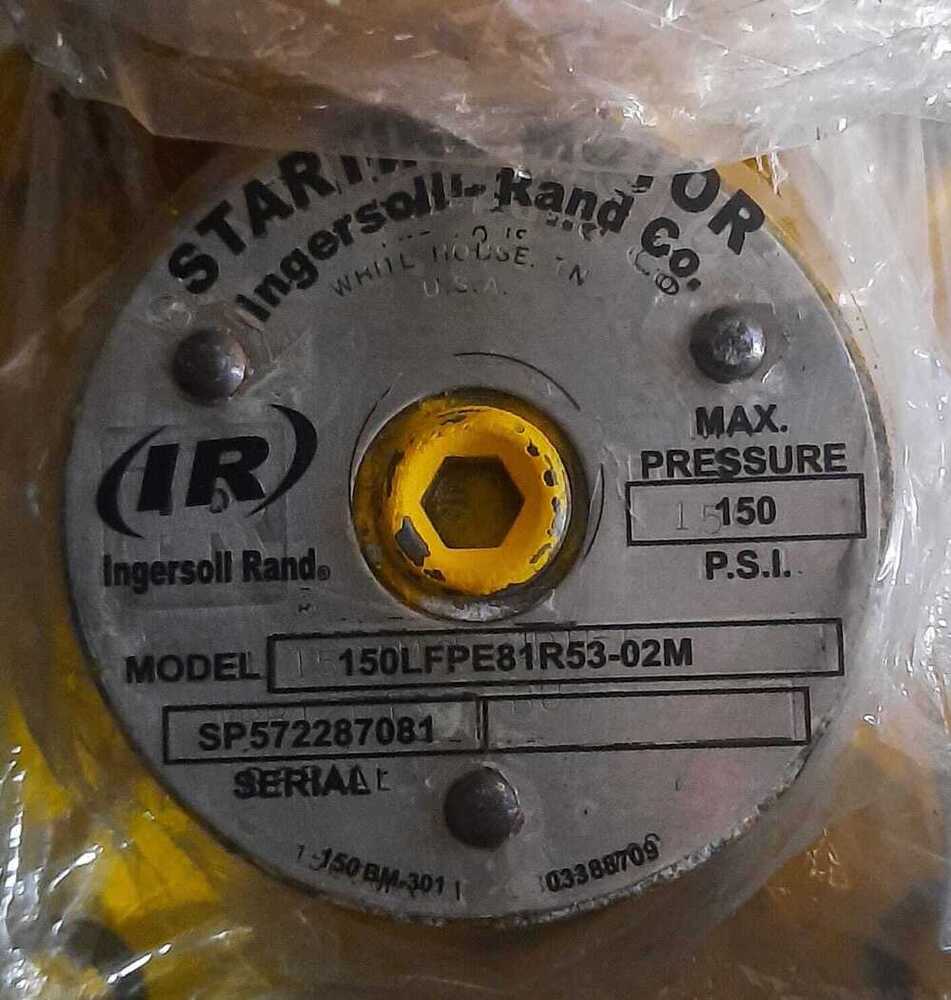 STARTING MOTOR
Ingersoll-Rand Co.
WHITE HOUSE, TN
U.S.A.
IR
Ingersoll Rand®
MAX.
PRESSURE
150
P.S.I.
MODEL 150LFPE81R53-02M
SP572287081
SERIAL
150 BM-301
03388709